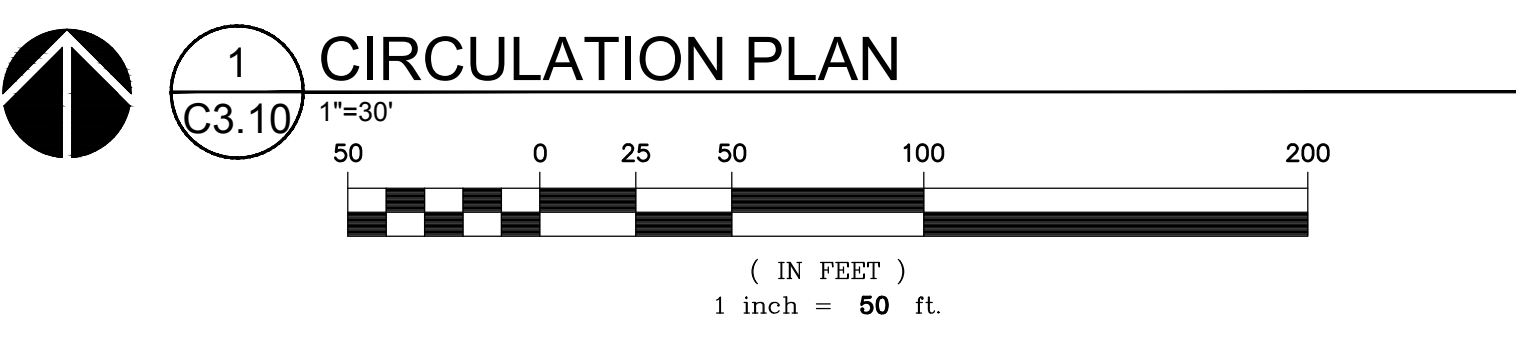 1
C3.10
CIRCULATION PLAN
1"=30'
50 0 25 50 100 200
( IN FEET )
1 inch = 50 ft.